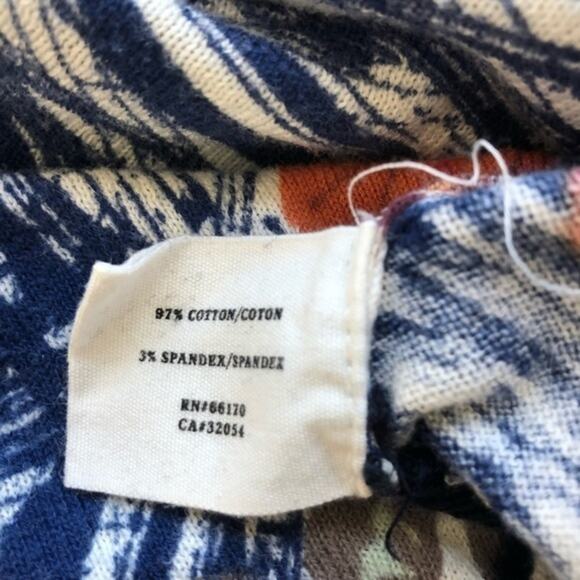 97% COTTON/COTON
3% SPANDEX/SPANDEX
RN#66170
CA#32054